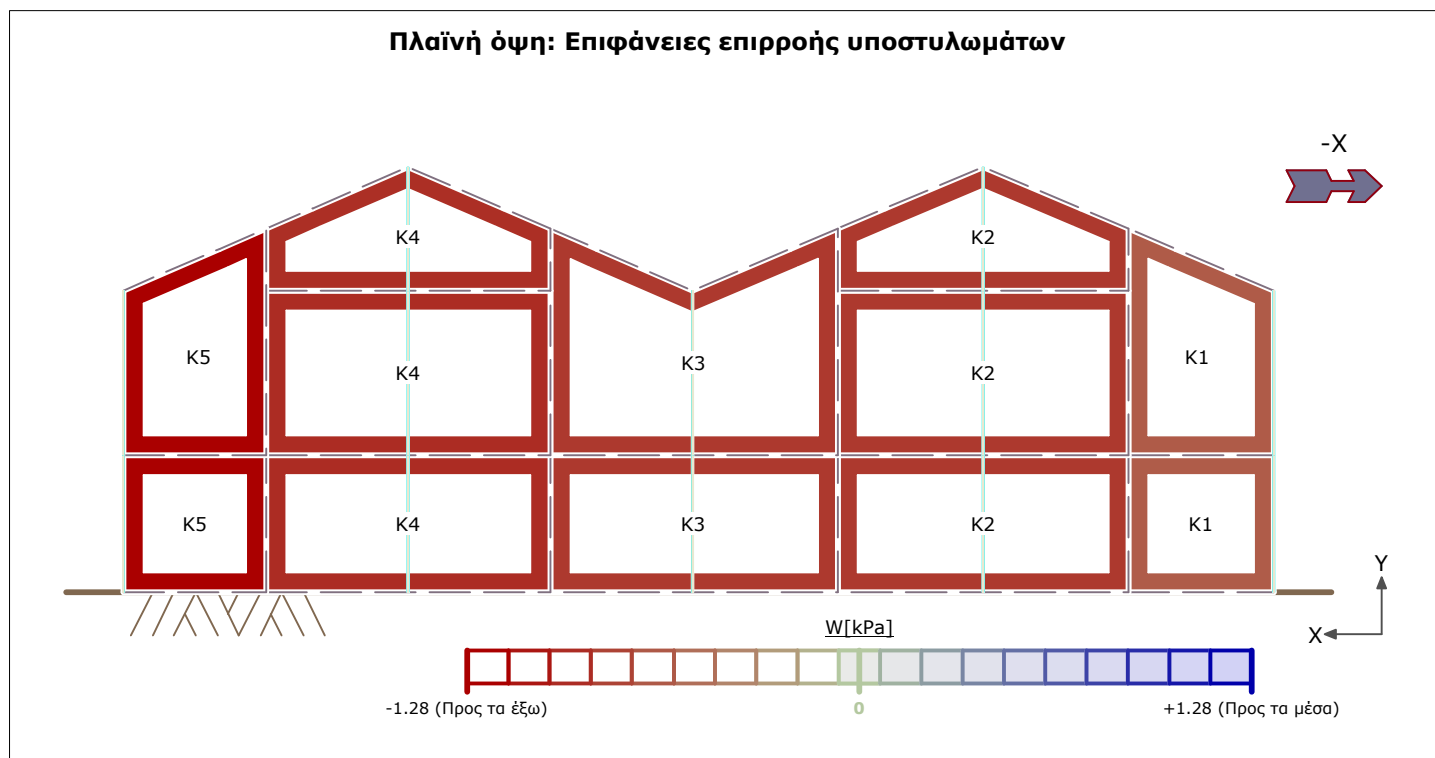 Πλαϊνή όψη: Επιφάνειες επιρροής υποστυλωμάτων
-X
K4
K2
K5
K4
K3
K2
K1
K5
K4
K3
K2
K1
Y
X
W[kPa]
-1.28 (Προς τα έξω)
0
+1.28 (Προς τα μέσα)